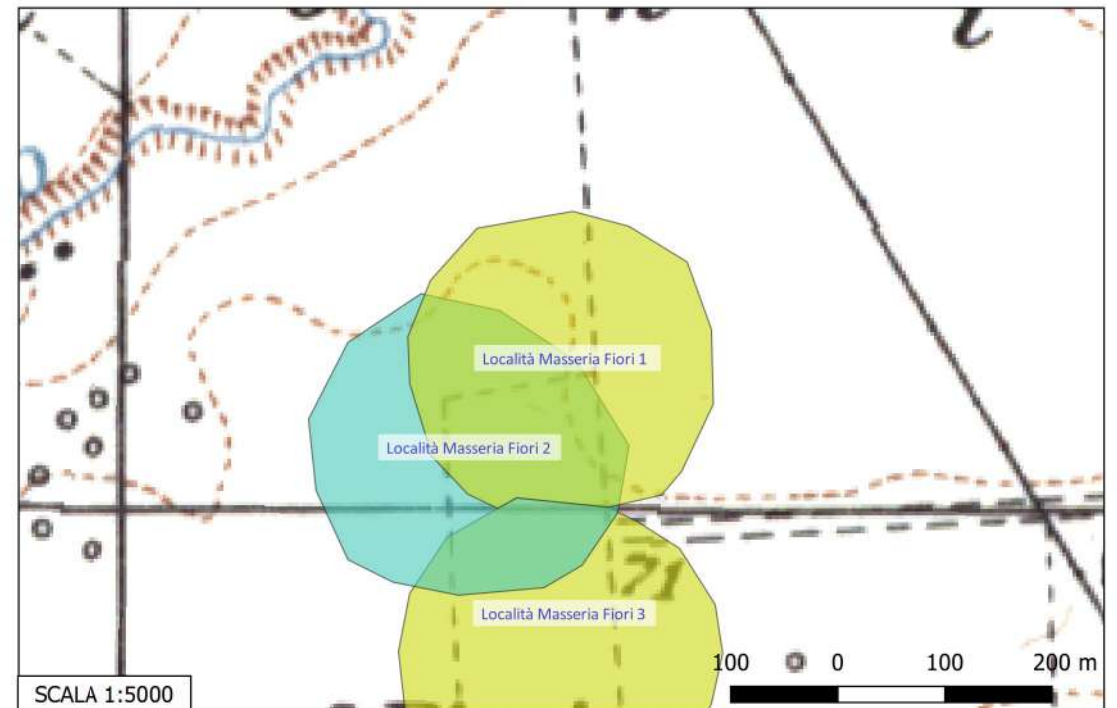 Località Masseria Fiori 1
Località Masseria Fiori 2
71
Località Masseria Fiori 3
100 0 100 200 m
SCALA 1:5000